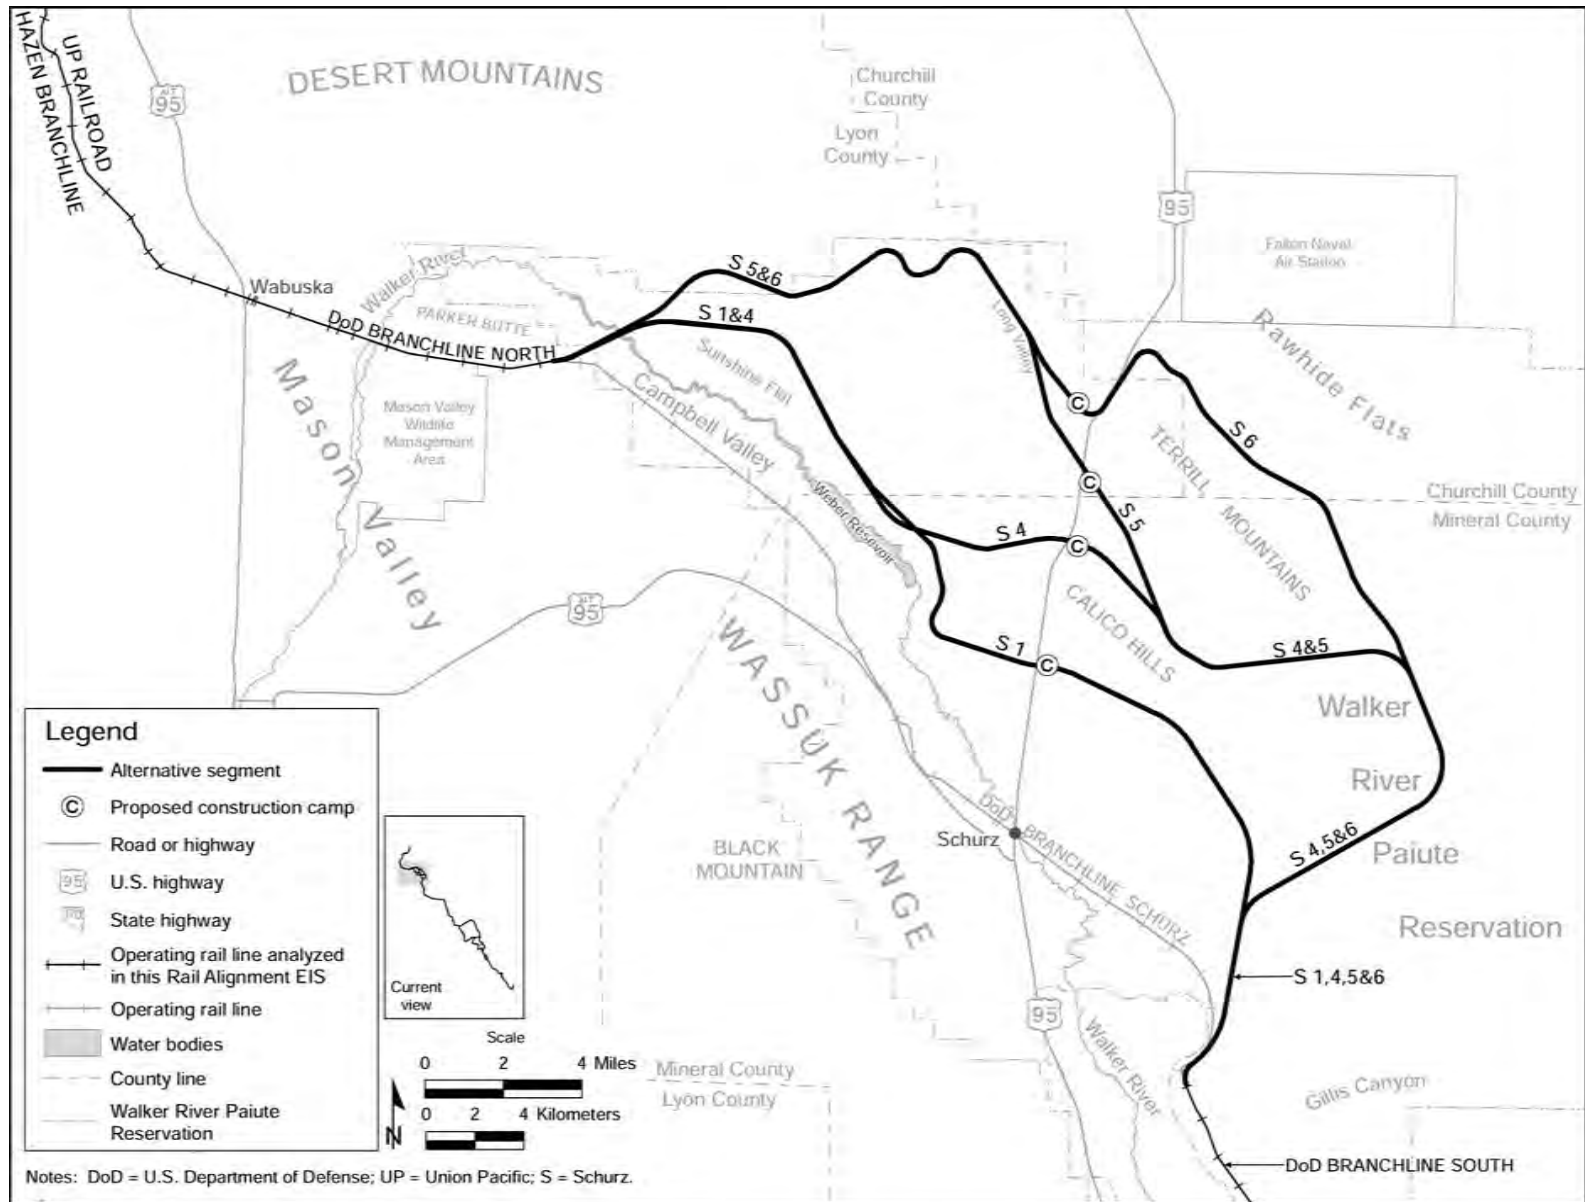 HAZEN BRANCHLINE
UP RAILROAD
ALT
95
DESERT MOUNTAINS
Churchill
County
Lyon
County
95
Fallon Naval
Air Station
Wabuska
Walker River
PARKER BUTTE
DoD BRANCHLINE NORTH
S 5&6
S 1&4
Sunshine Flat
Long Valley
Rawhide Flats
Mason Valley
Mason Valley
Wildlife
Management
Area
Campbell Valley
Weber Reservoir
C
C
C
C
S 6
TERRILL MOUNTAINS
Churchill County
Mineral County
S 4
S 5
CALICO HILLS
ALT
95
WASSUK RANGE
S 1
S 4&5
Walker
River
Paiute
Reservation
S 4,5&6
BLACK
MOUNTAIN
Schurz
DoD BRANCHLINE SCHURZ
S 1,4,5&6
95
Walker River
Gillis Canyon
Mineral County
Lyon County
DoD BRANCHLINE SOUTH
Legend
Alternative segment
C Proposed construction camp
Road or highway
95 U.S. highway
State highway
Operating rail line analyzed
in this Rail Alignment EIS
Operating rail line
Water bodies
County line
Walker River Paiute
Reservation
Current
view
Scale
0 2 4 Miles
0 2 4 Kilometers
N
Notes: DoD = U.S. Department of Defense; UP = Union Pacific; S = Schurz.